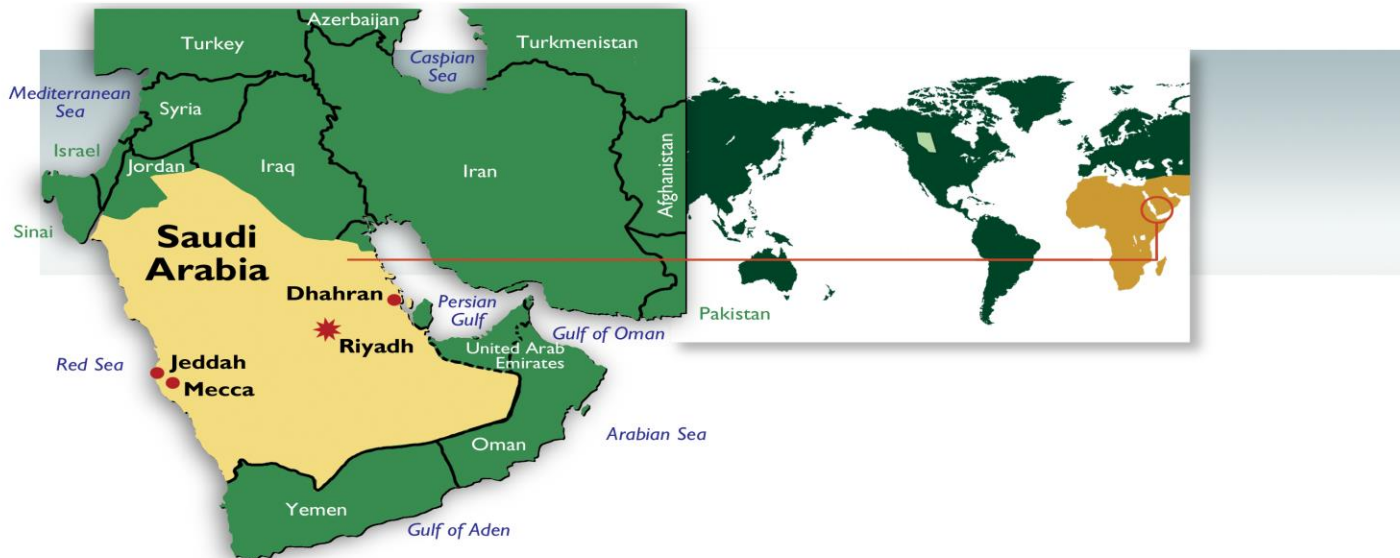 Azerbaijan
Turkey
Turkmenistan
Caspian
Sea
Mediterranean
Sea
Syria
Israel
Jordan
Iraq
Iran
Afghanistan
Sinai
Saudi
Arabia
Dhahran
Persian
Gulf
Pakistan
Gulf of Oman
Riyadh
United Arab
Emirates
Red Sea
Jeddah
Mecca
Arabian Sea
Oman
Yemen
Gulf of Aden